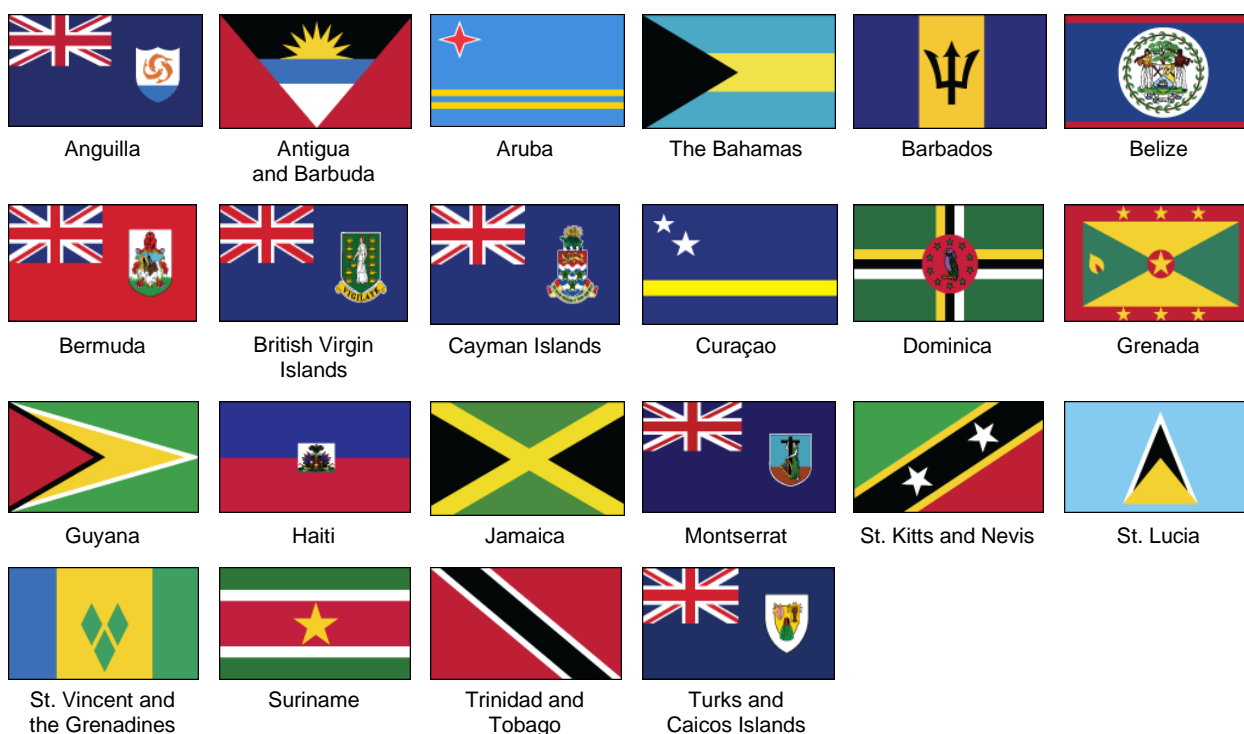 Anguilla
Antigua
and Barbuda
Aruba
The Bahamas
Barbados
Belize
VIGILATE
Bermuda
British Virgin
Islands
Cayman Islands
Curaçao
Dominica
Grenada
Guyana
Haiti
Jamaica
Montserrat
St. Kitts and Nevis
St. Lucia
St. Vincent and
the Grenadines
Suriname
Trinidad and
Tobago
Turks and
Caicos Islands